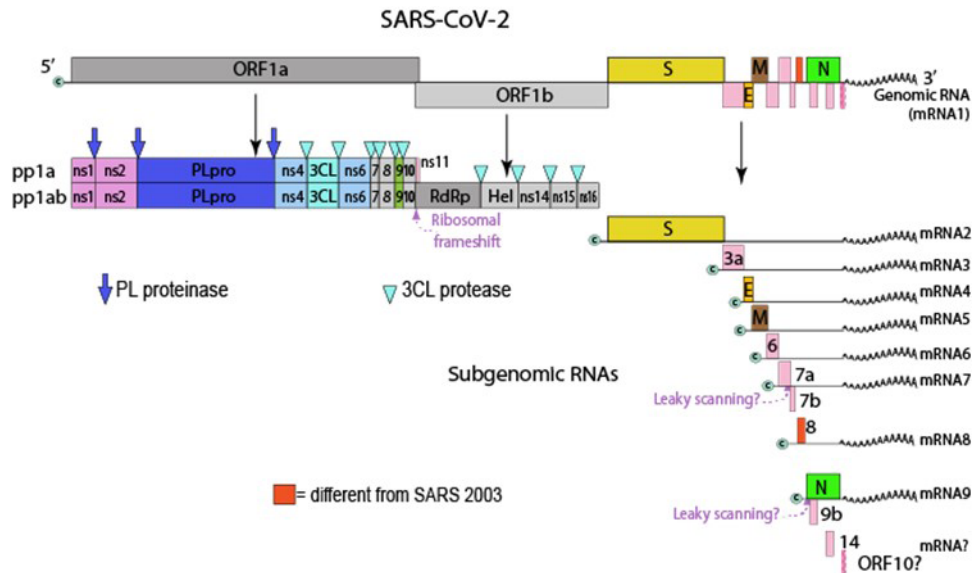 SARS-CoV-2
5′ c ORF1a S M N 3′
ORF1b E Genomic RNA
(mRNA1)
pp1a ns1 ns2 PLpro ns4 3CL ns6 7 8 9 10 ns11
pp1ab ns1 ns2 PLpro ns4 3CL ns6 7 8 9 10 RdRp Hel ns14 ns15 ns16
Ribosomal
frameshift
c S mRNA2
c 3a mRNA3
PL proteinase 3CL protease
c E mRNA4
c M mRNA5
c 6 mRNA6
Subgenomic RNAs
c 7a mRNA7
Leaky scanning? 7b
c 8 mRNA8
= different from SARS 2003
c N mRNA9
Leaky scanning? 9b
14 mRNA?
ORF10?